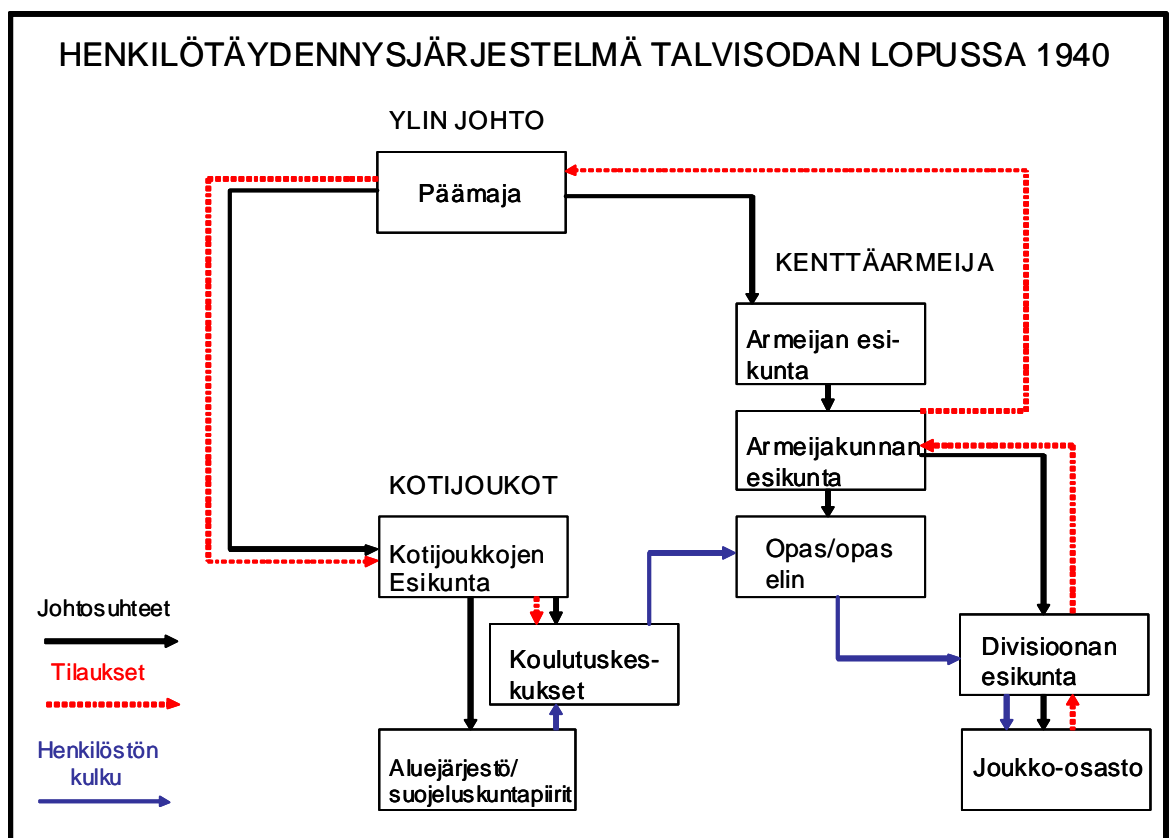 HENKILÖTÄYDENNYSJÄRJESTELMÄ TALVISODAN LOPUSSA 1940
YLIN JOHTO
Päämaja
KENTTÄARMEIJA
Armeijan esi-
kunta
Armeijakunnan
esikunta
KOTIJOUKOT
Kotijoukkojen
Esikunta
Opas/opas
elin
Johtosuhteet
Tilaukset
Henkilöstön
kulku
Koulutuskes-
kukset
Divisioonan
esikunta
Aluejärjestö/
suojeluskuntapiirit
Joukko-osasto